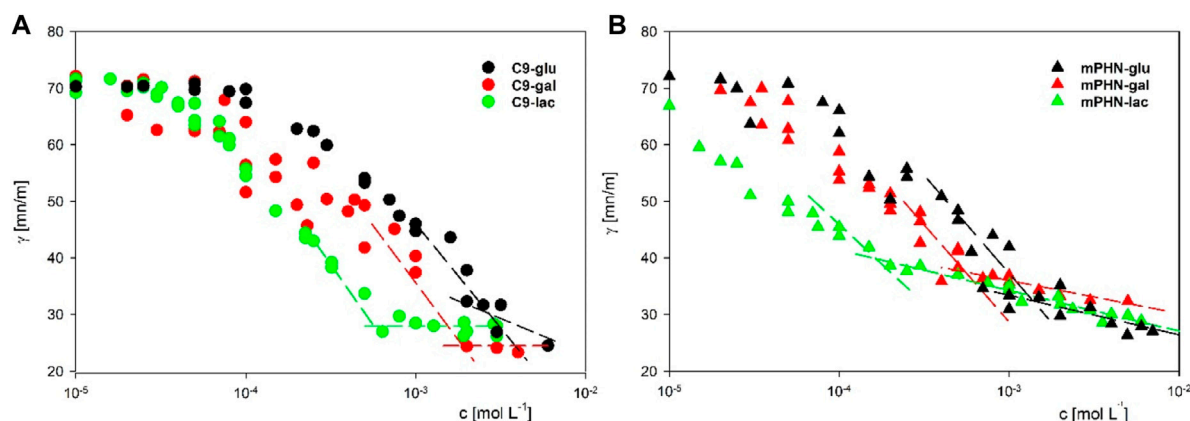 A
80
70
60
50
40
30
20
γ [mn/m]
C9-glu
C9-gal
C9-lac
10-5
10-4
10-3
10-2
c [mol L-1]
B
80
70
60
50
40
30
20
γ [mn/m]
mPHN-glu
mPHN-gal
mPHN-lac
10-5
10-4
10-3
10-2
c [mol L-1]